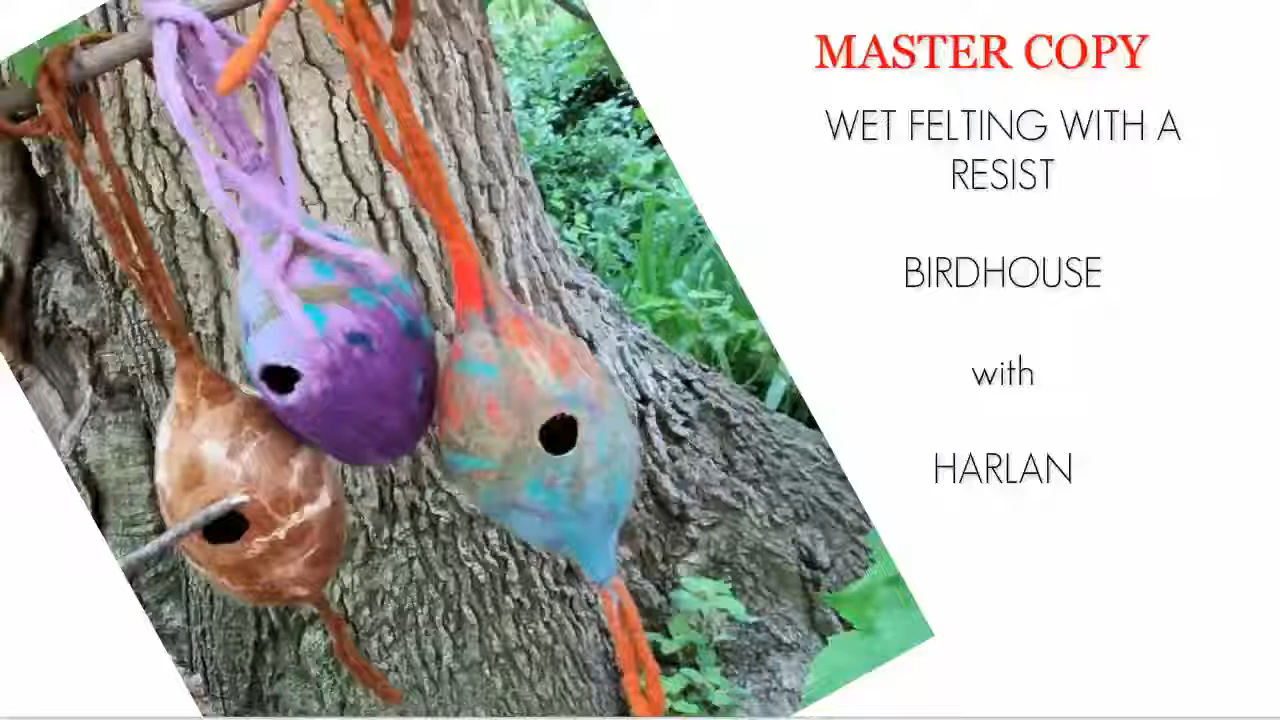 MASTER COPY
WET FELTING WITH A
RESIST
BIRDHOUSE
with
HARLAN